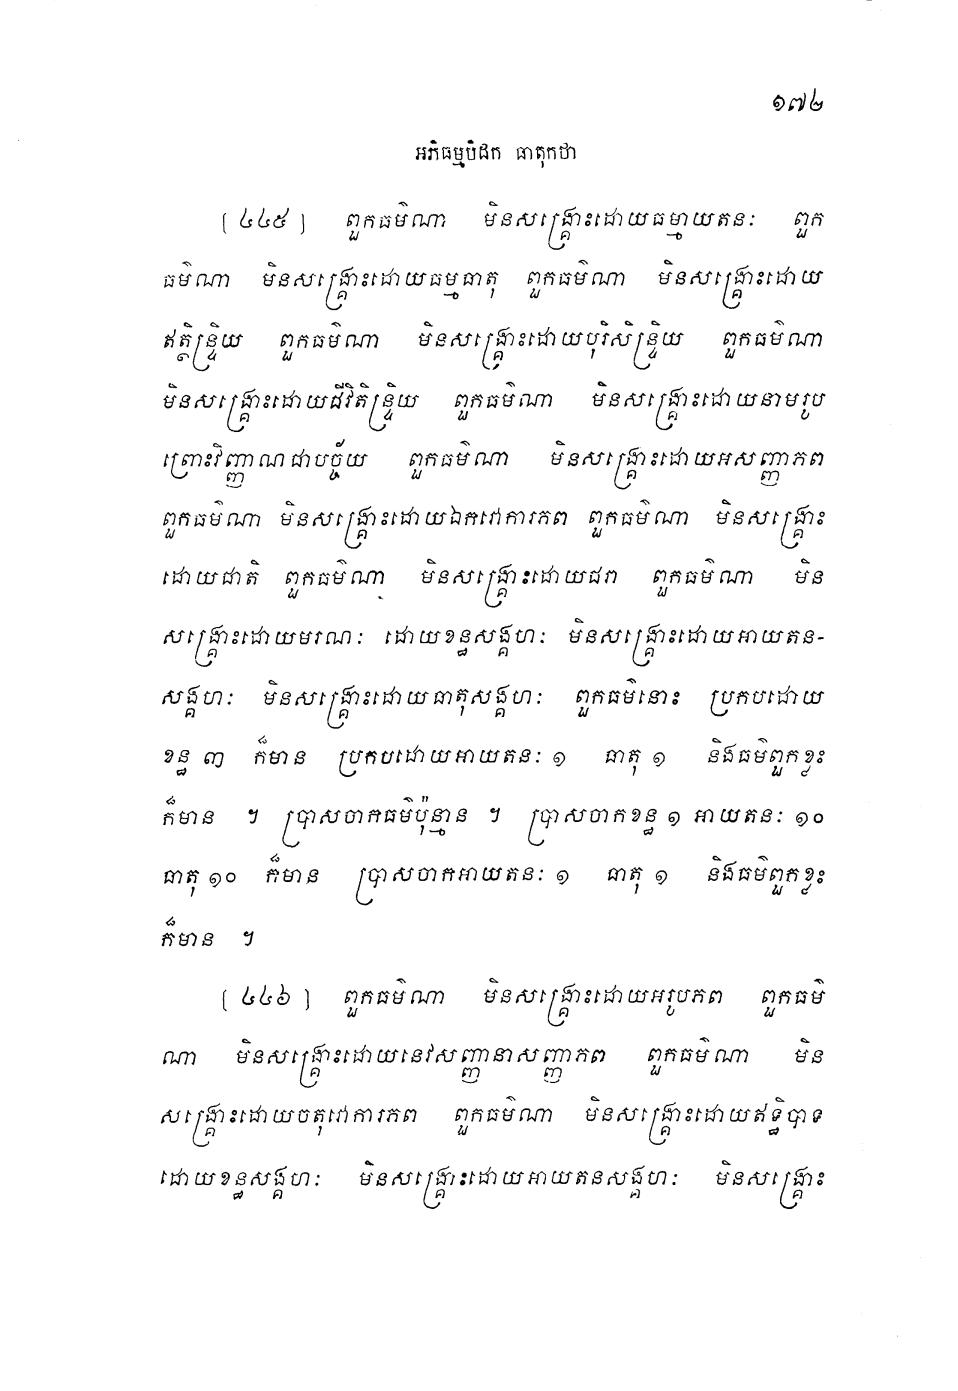 ១៧២
អភិធម្មបិដក ធាតុកថា
[ ៤៤៥ ] ពួកធម៌ណា មិនសង្គ្រោះដោយធម្មាយតនៈ ពួក
ធម៌ណា មិនសង្គ្រោះដោយធម្មធាតុ ពួកធម៌ណា មិនសង្គ្រោះដោយ
ឥត្ថិន្ទ្រិយ ពួកធម៌ណា មិនសង្គ្រោះដោយបុរិសិន្ទ្រិយ ពួកធម៌ណា
មិនសង្គ្រោះដោយជីវិតិន្ទ្រិយ ពួកធម៌ណា មិនសង្គ្រោះដោយនាមរូប
ព្រោះវិញ្ញាណជាបច្ច័យ ពួកធម៌ណា មិនសង្គ្រោះដោយអសញ្ញាភព
ពួកធម៌ណា មិនសង្គ្រោះដោយឯកវោការភព ពួកធម៌ណា មិនសង្គ្រោះ
ដោយជាតិ ពួកធម៌ណា មិនសង្គ្រោះដោយជរា ពួកធម៌ណា មិន
សង្គ្រោះដោយមរណៈ ដោយខន្ធសង្គហៈ មិនសង្គ្រោះដោយអាយតន-
សង្គហៈ មិនសង្គ្រោះដោយធាតុសង្គហៈ ពួកធម៌នោះ ប្រកបដោយ
ខន្ធ ៣ ក៏មាន ប្រកបដោយអាយតនៈ ១ ធាតុ ១ និងធម៌ពួកខ្លះ
ក៏មាន ។ ប្រាសចាកធម៌ប៉ុន្មាន ។ ប្រាសចាកខន្ធ ១ អាយតនៈ ១០
ធាតុ ១០ ក៏មាន ប្រាសចាកអាយតនៈ ១ ធាតុ ១ និងធម៌ពួកខ្លះ
ក៏មាន ។
[ ៤៤៦ ] ពួកធម៌ណា មិនសង្គ្រោះដោយអរូបភព ពួកធម៌
ណា មិនសង្គ្រោះដោយនេវសញ្ញានាសញ្ញាភព ពួកធម៌ណា មិន
សង្គ្រោះដោយចតុវោការភព ពួកធម៌ណា មិនសង្គ្រោះដោយឥទ្ធិបាទ
ដោយខន្ធសង្គហៈ មិនសង្គ្រោះដោយអាយតនសង្គហៈ មិនសង្គ្រោះ